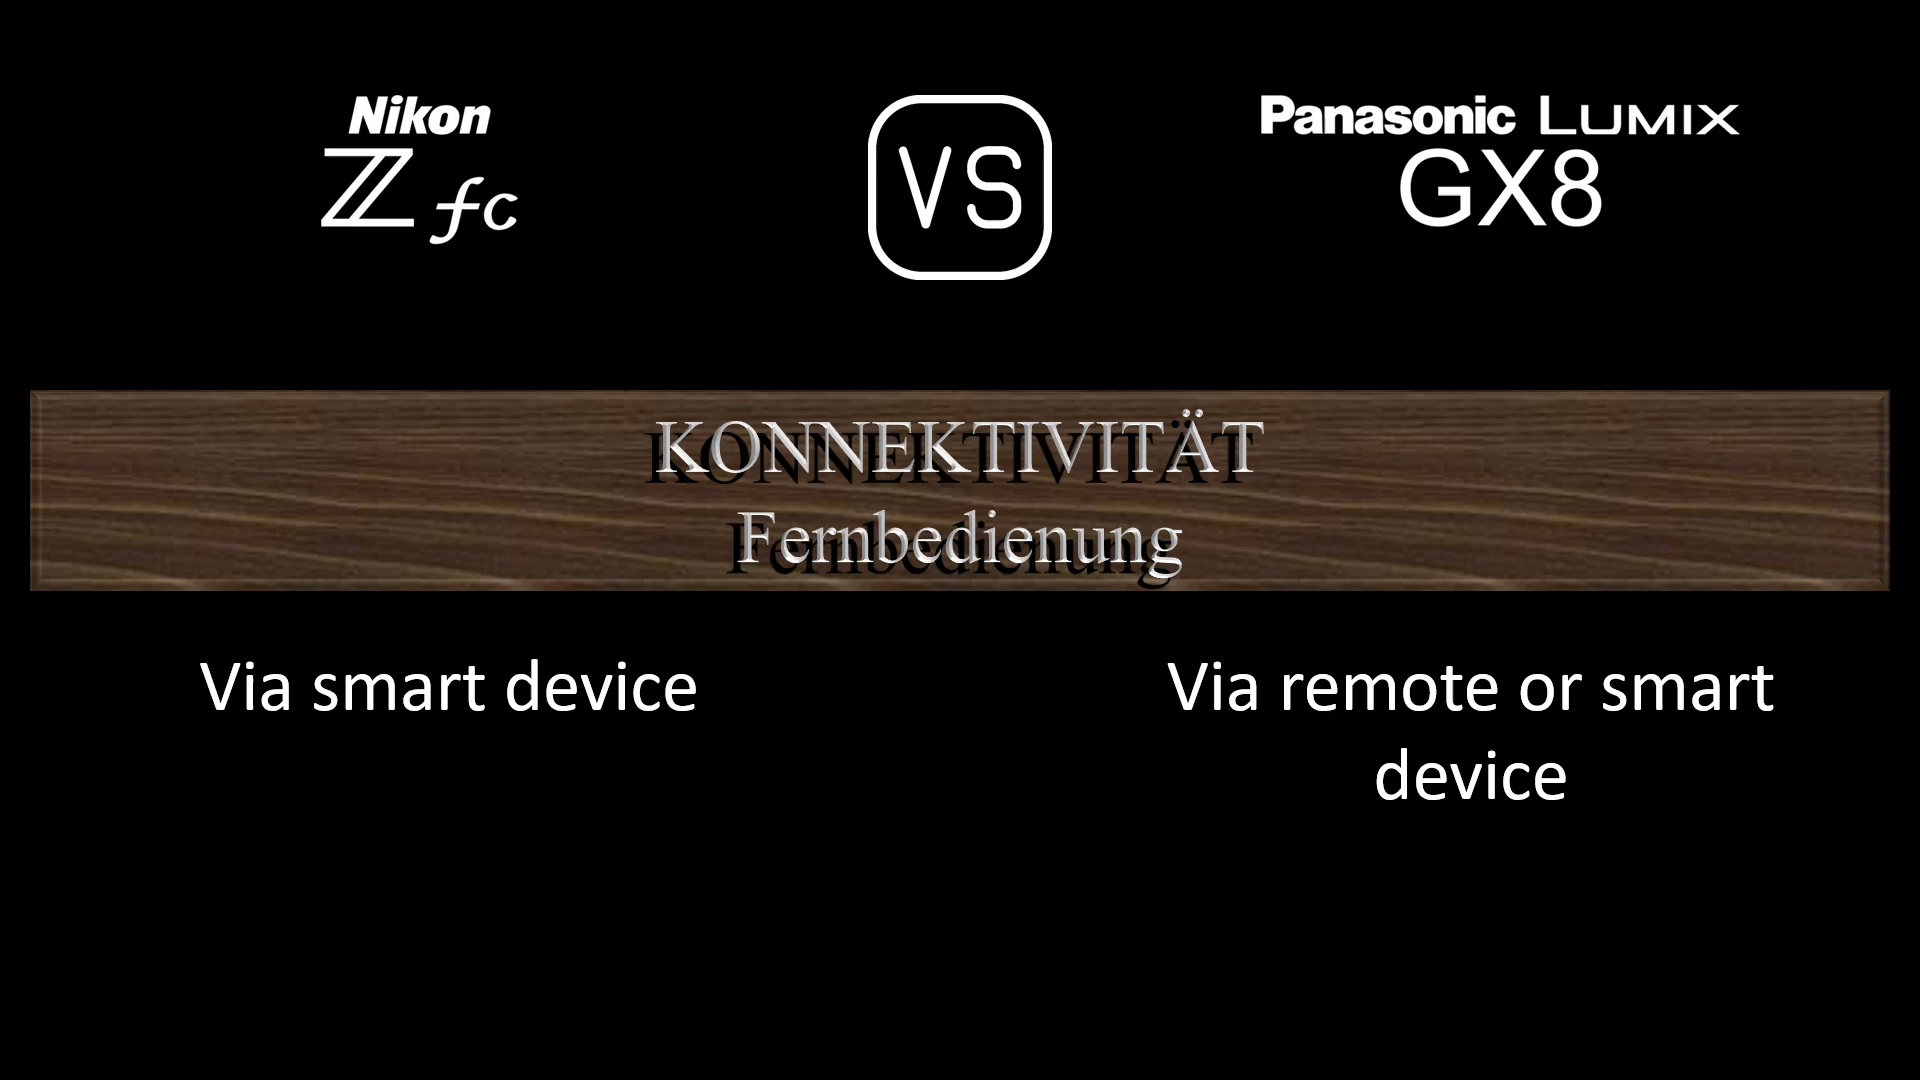 Nikon
Z fc
VS
Panasonic LUMIX
GX8
KONNEKTIVITÄT
Fernbedienung
Via smart device
Via remote or smart
device